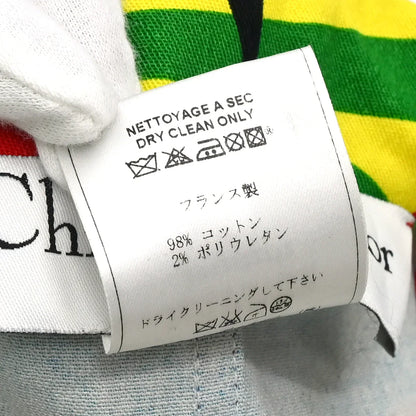 NETTOYAGE A SEC
DRY CLEAN ONLY
フランス製
98% コットン
2% ポリウレタン
ドライクリーニングして下さい
Ch
or